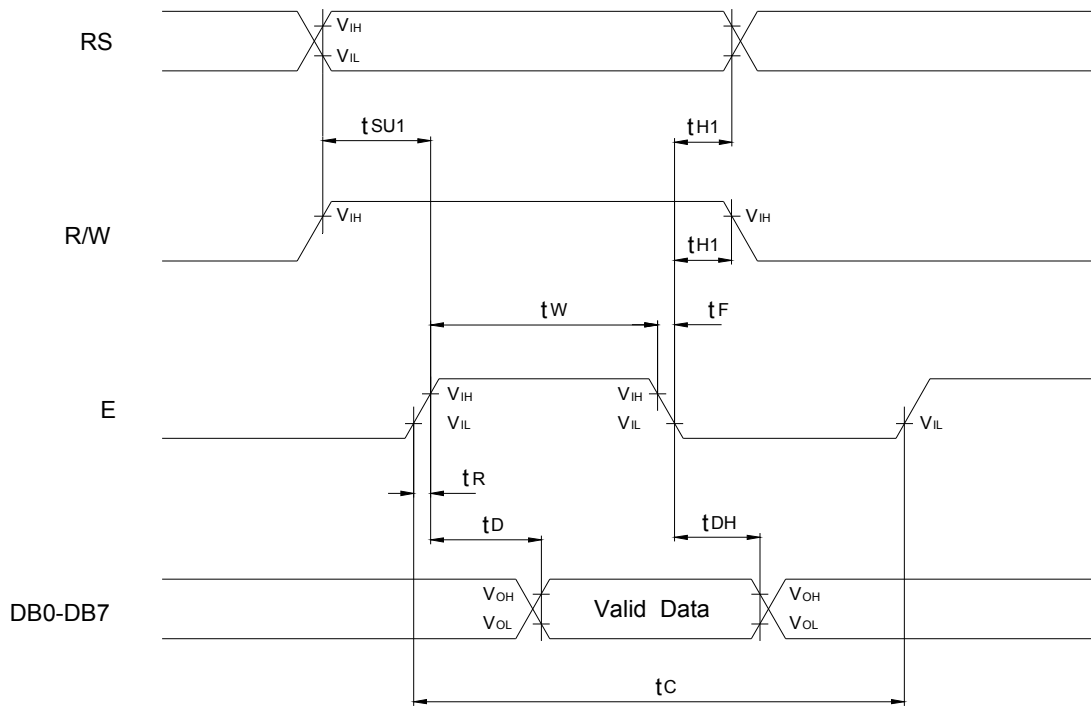 RS
VIH
VIL
tSU1
tH1
R/W
VIH
VIH
tH1
tW
tF
E
VIH
VIH
VIL
VIL
VIL
tR
tD
tDH
DB0-DB7
VOH
VOL
Valid Data
VOH
VOL
tC